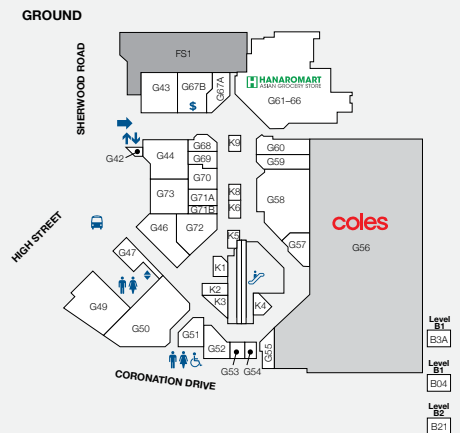 GROUND
SHERWOOD ROAD
FS1
G43
G67B
G67A
$
HANAROMART
ASIAN GROCERY STORE
G61–66
G42
G44
G68
G69
G70
G73
G71A
G71B
G46
G72
K9
K8
K6
K5
G60
G59
G58
G57
coles
G56
HIGH STREET
G47
K1
K2
K3
K4
G49
G50
G51
G52
G53
G54
G55
CORONATION DRIVE
Level
B1
B3A
Level
B1
B04
Level
B2
B21